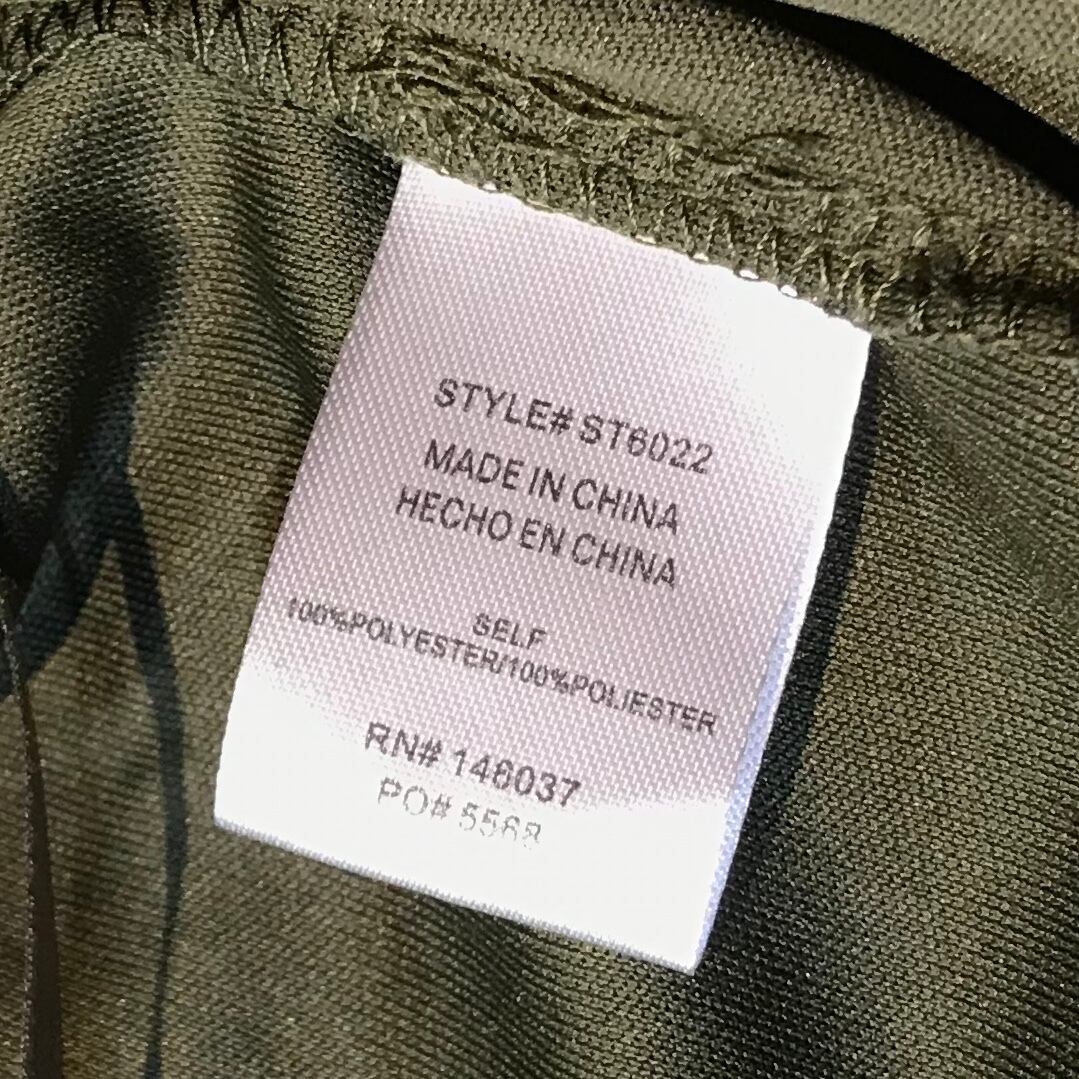 STYLE# ST6022
MADE IN CHINA
HECHO EN CHINA
SELF
100%POLYESTER/100%POLIESTER
RN# 146037
PO# 5568